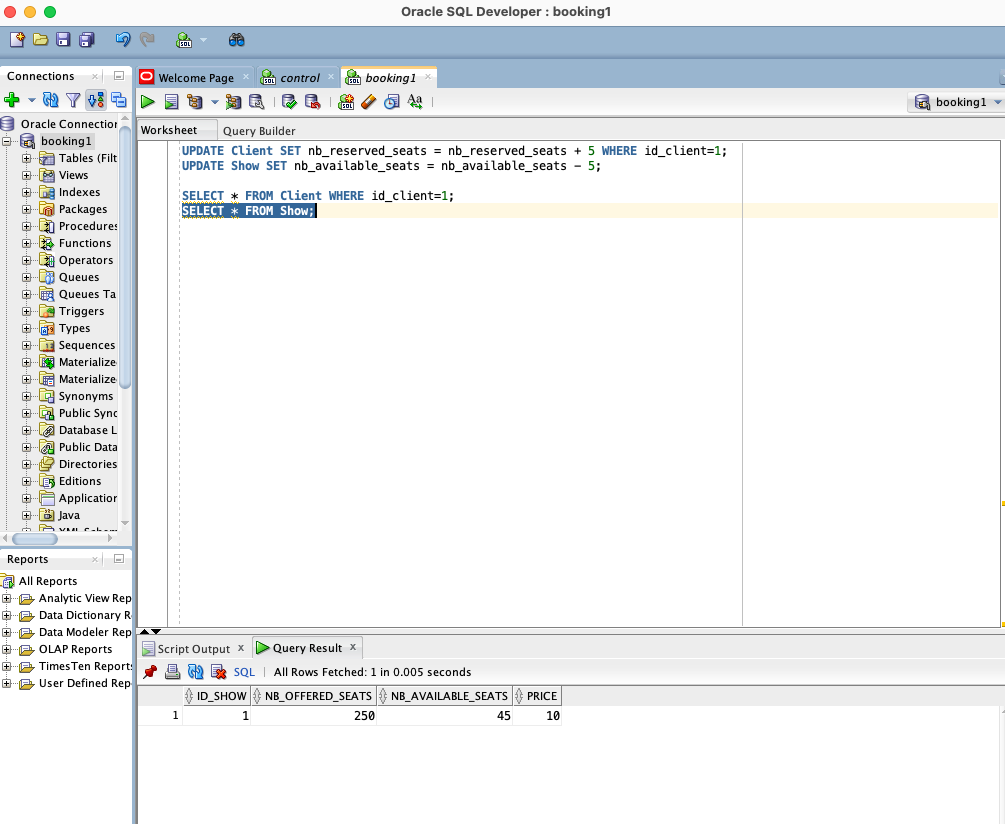 Oracle SQL Developer : booking1
Connections
Welcome Page
control
booking1
booking1
Worksheet
Query Builder
Oracle Connection
booking1
Tables (Filt
Views
Indexes
Packages
Procedures
Functions
Operators
Queues
Queues Ta
Triggers
Types
Sequences
Materialize
Materialize
Synonyms
Public Sync
Database L
Public Data
Directories
Editions
Application
Java
XML Schem
UPDATE Client SET nb_reserved_seats = nb_reserved_seats + 5 WHERE id_client=1;
UPDATE Show SET nb_available_seats = nb_available_seats - 5;
SELECT * FROM Client WHERE id_client=1;
SELECT * FROM Show;
Reports
All Reports
Analytic View Rep
Data Dictionary R
Data Modeler Rep
OLAP Reports
TimesTen Reports
User Defined Rep
Script Output
Query Result
SQL
All Rows Fetched: 1 in 0.005 seconds
ID_SHOW NB_OFFERED_SEATS NB_AVAILABLE_SEATS PRICE
1 1 250 45 10